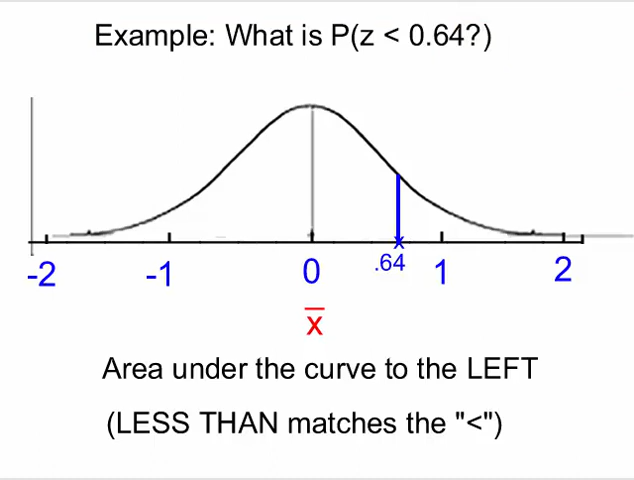 Example: What is P(z < 0.64?)
-2 -1 0 .64 1 2
x̅
Area under the curve to the LEFT
(LESS THAN matches the "<")